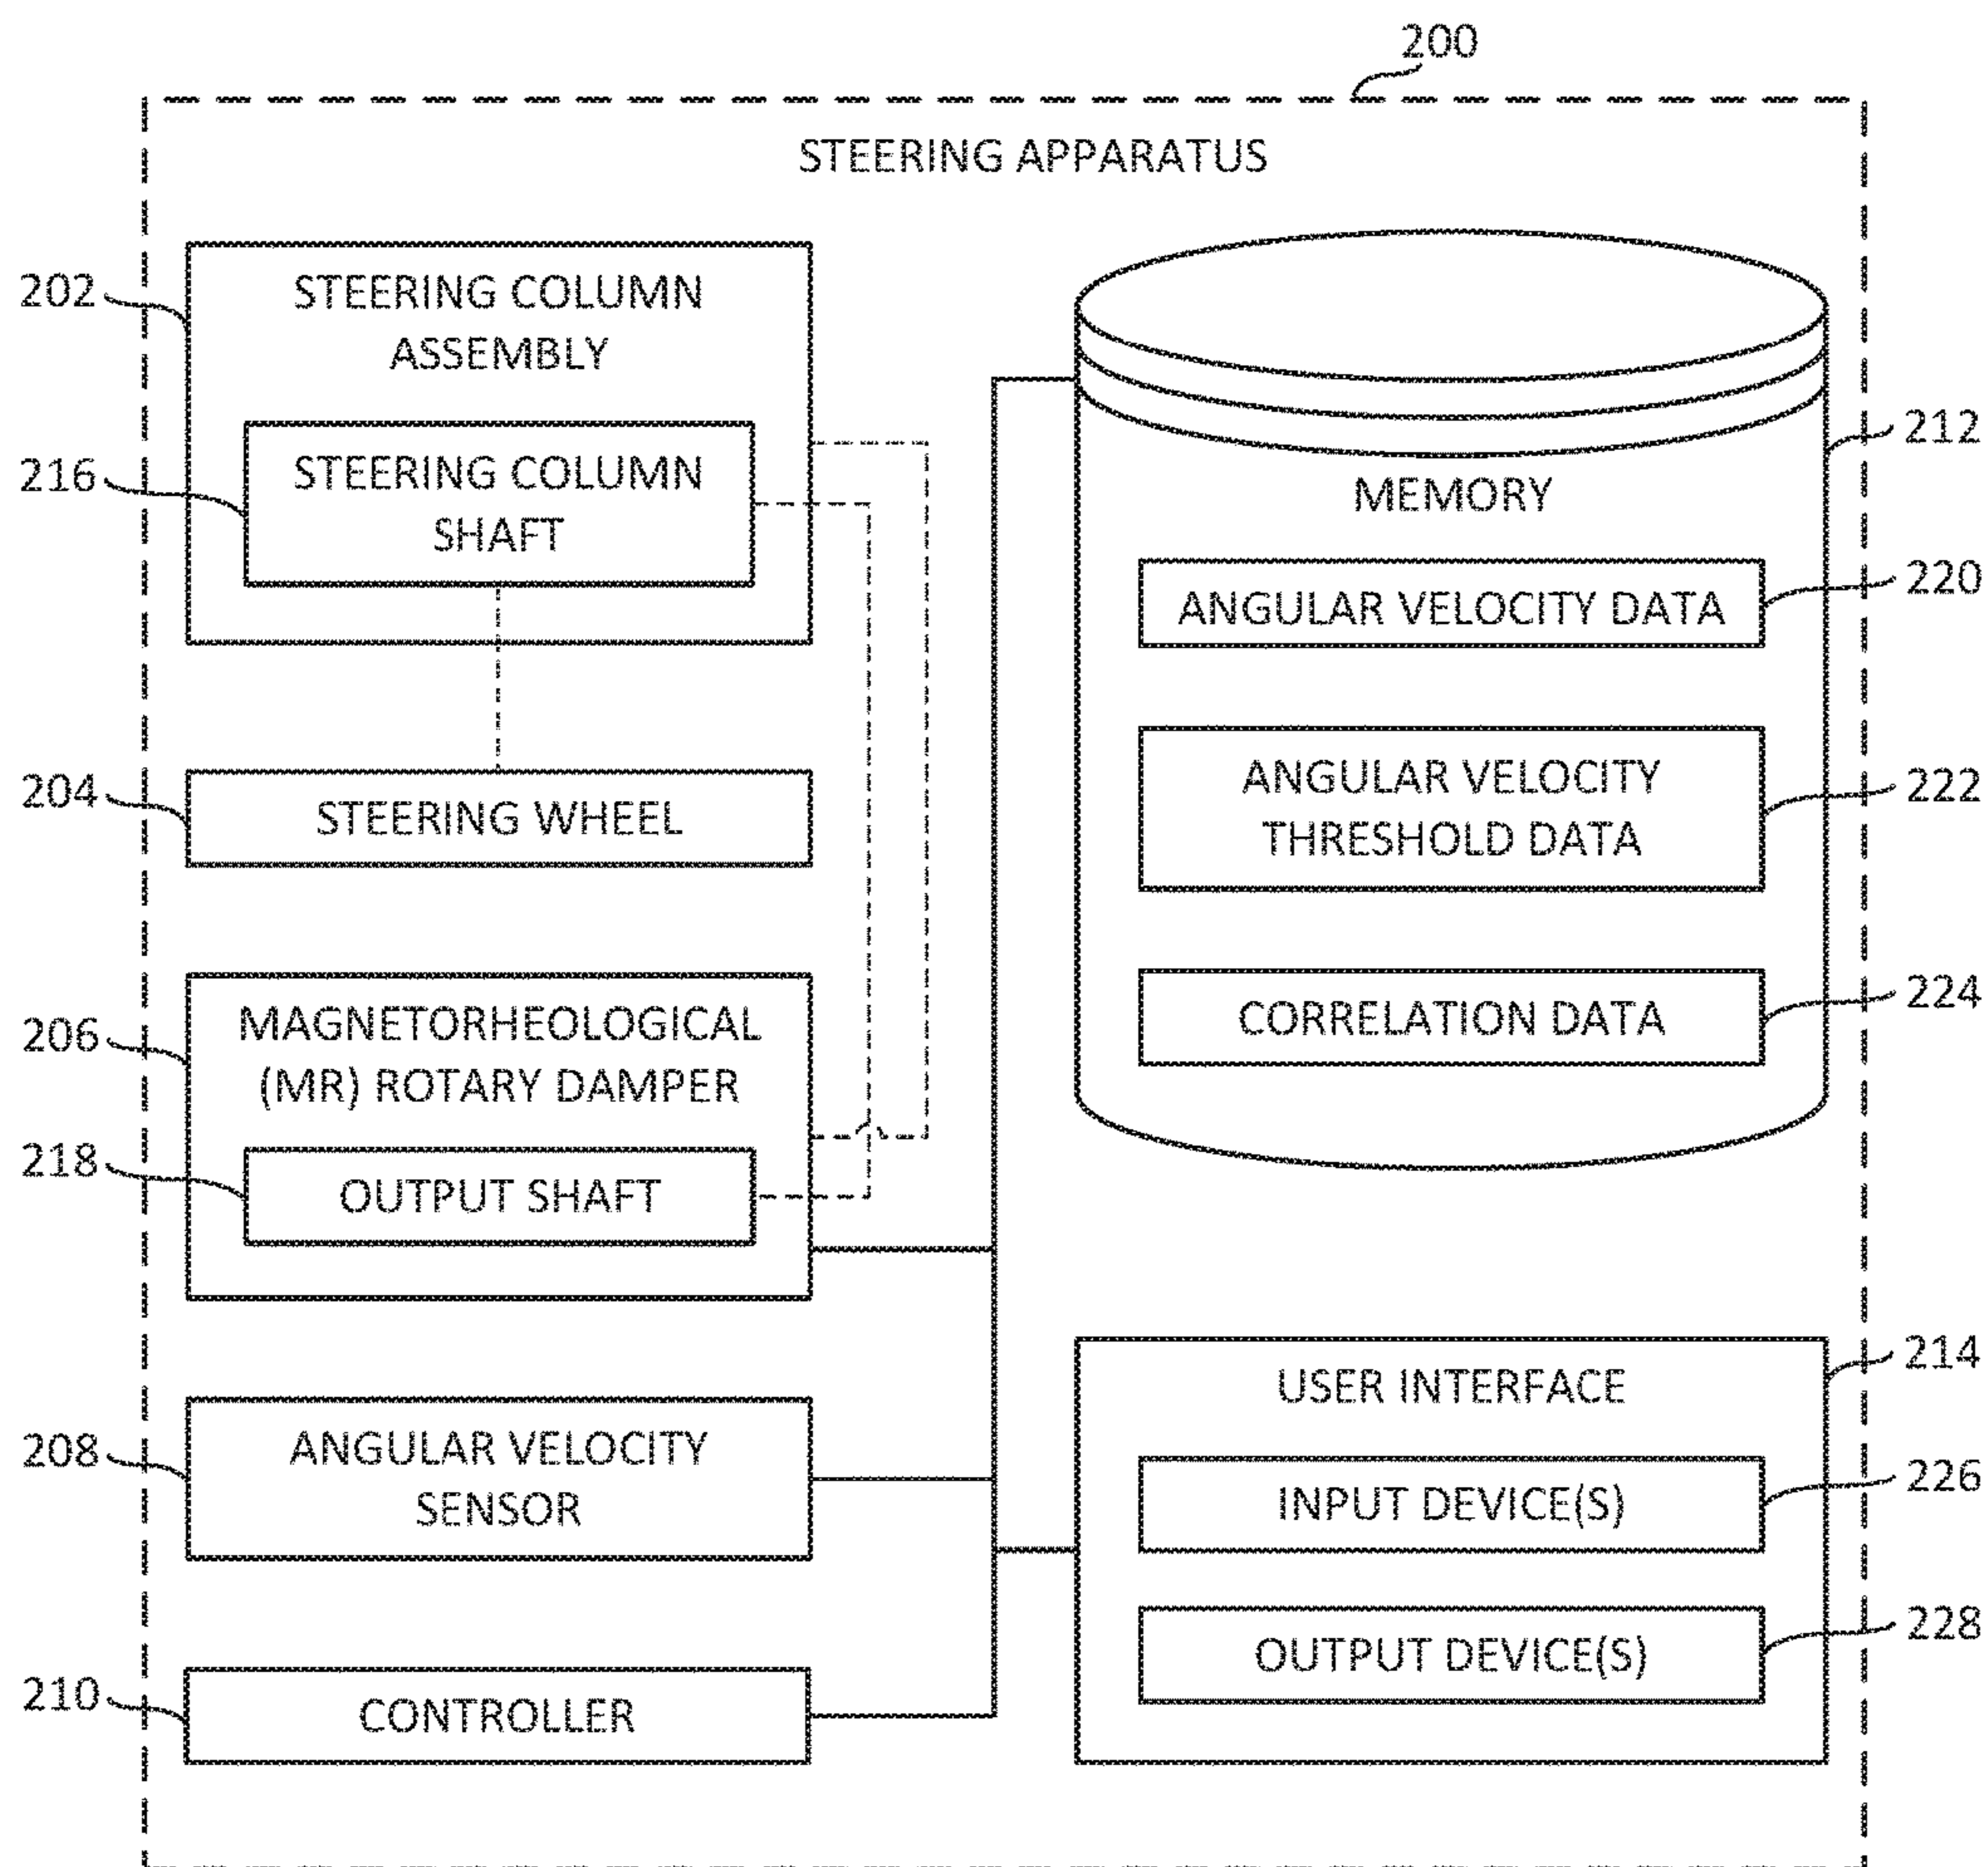 200
STEERING APPARATUS
202
STEERING COLUMN
ASSEMBLY
216
STEERING COLUMN
SHAFT
204
STEERING WHEEL
206
MAGNETORHEOLOGICAL
(MR) ROTARY DAMPER
218
OUTPUT SHAFT
208
ANGULAR VELOCITY
SENSOR
210
CONTROLLER
212
MEMORY
220
ANGULAR VELOCITY DATA
222
ANGULAR VELOCITY
THRESHOLD DATA
224
CORRELATION DATA
214
USER INTERFACE
226
INPUT DEVICE(S)
228
OUTPUT DEVICE(S)